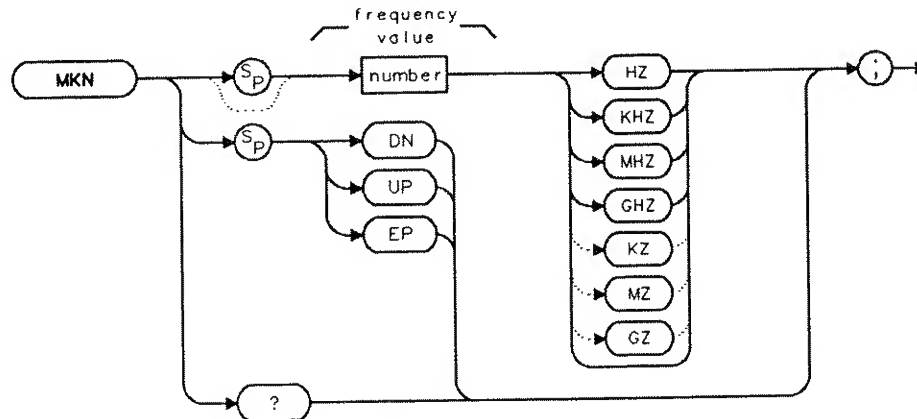 frequency
value
MKN
SP
number
HZ
;
KHZ
SP
DN
MHZ
UP
GHZ
EP
KZ
MZ
GZ
?